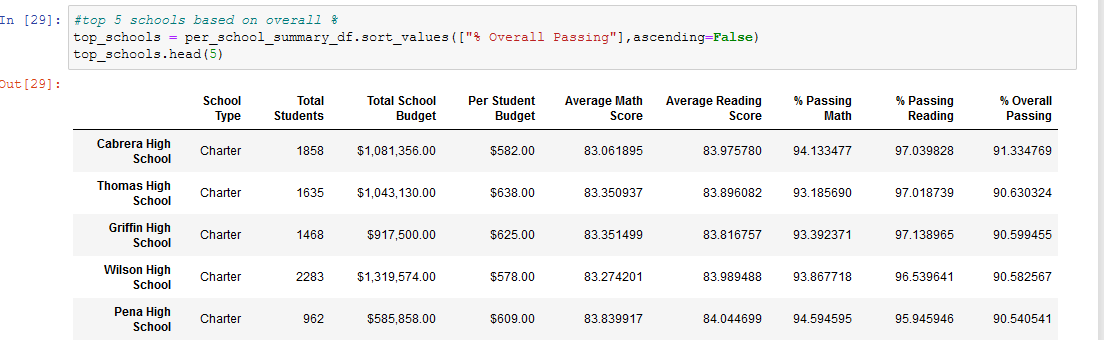 In [29]: #top 5 schools based on overall %
top_schools = per_school_summary_df.sort_values(["% Overall Passing"],ascending=False)
top_schools.head(5)
Out[29]:
School Type Total Students Total School Budget Per Student Budget Average Math Score Average Reading Score % Passing Math % Passing Reading % Overall Passing
Cabrera High School Charter 1858 $1,081,356.00 $582.00 83.061895 83.975780 94.133477 97.039828 91.334769
Thomas High School Charter 1635 $1,043,130.00 $638.00 83.350937 83.896082 93.185690 97.018739 90.630324
Griffin High School Charter 1468 $917,500.00 $625.00 83.351499 83.816757 93.392371 97.138965 90.599455
Wilson High School Charter 2283 $1,319,574.00 $578.00 83.274201 83.989488 93.867718 96.539641 90.582567
Pena High School Charter 962 $585,858.00 $609.00 83.839917 84.044699 94.594595 95.945946 90.540541